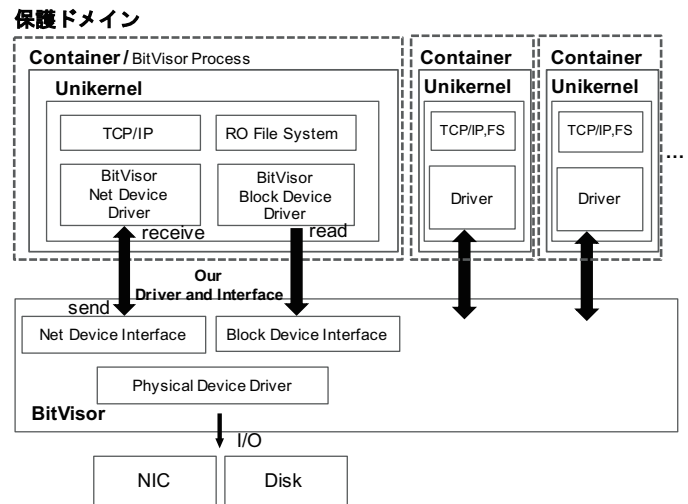 保護ドメイン
Container / BitVisor Process
Unikernel
TCP/IP
RO File System
BitVisor
Net Device
Driver
BitVisor
Block Device
Driver
receive
read
Container
Unikernel
TCP/IP,FS
Driver
Container
Unikernel
TCP/IP,FS
Driver
...
Our
Driver and Interface
send
Net Device Interface
Block Device Interface
Physical Device Driver
BitVisor
I/O
NIC
Disk